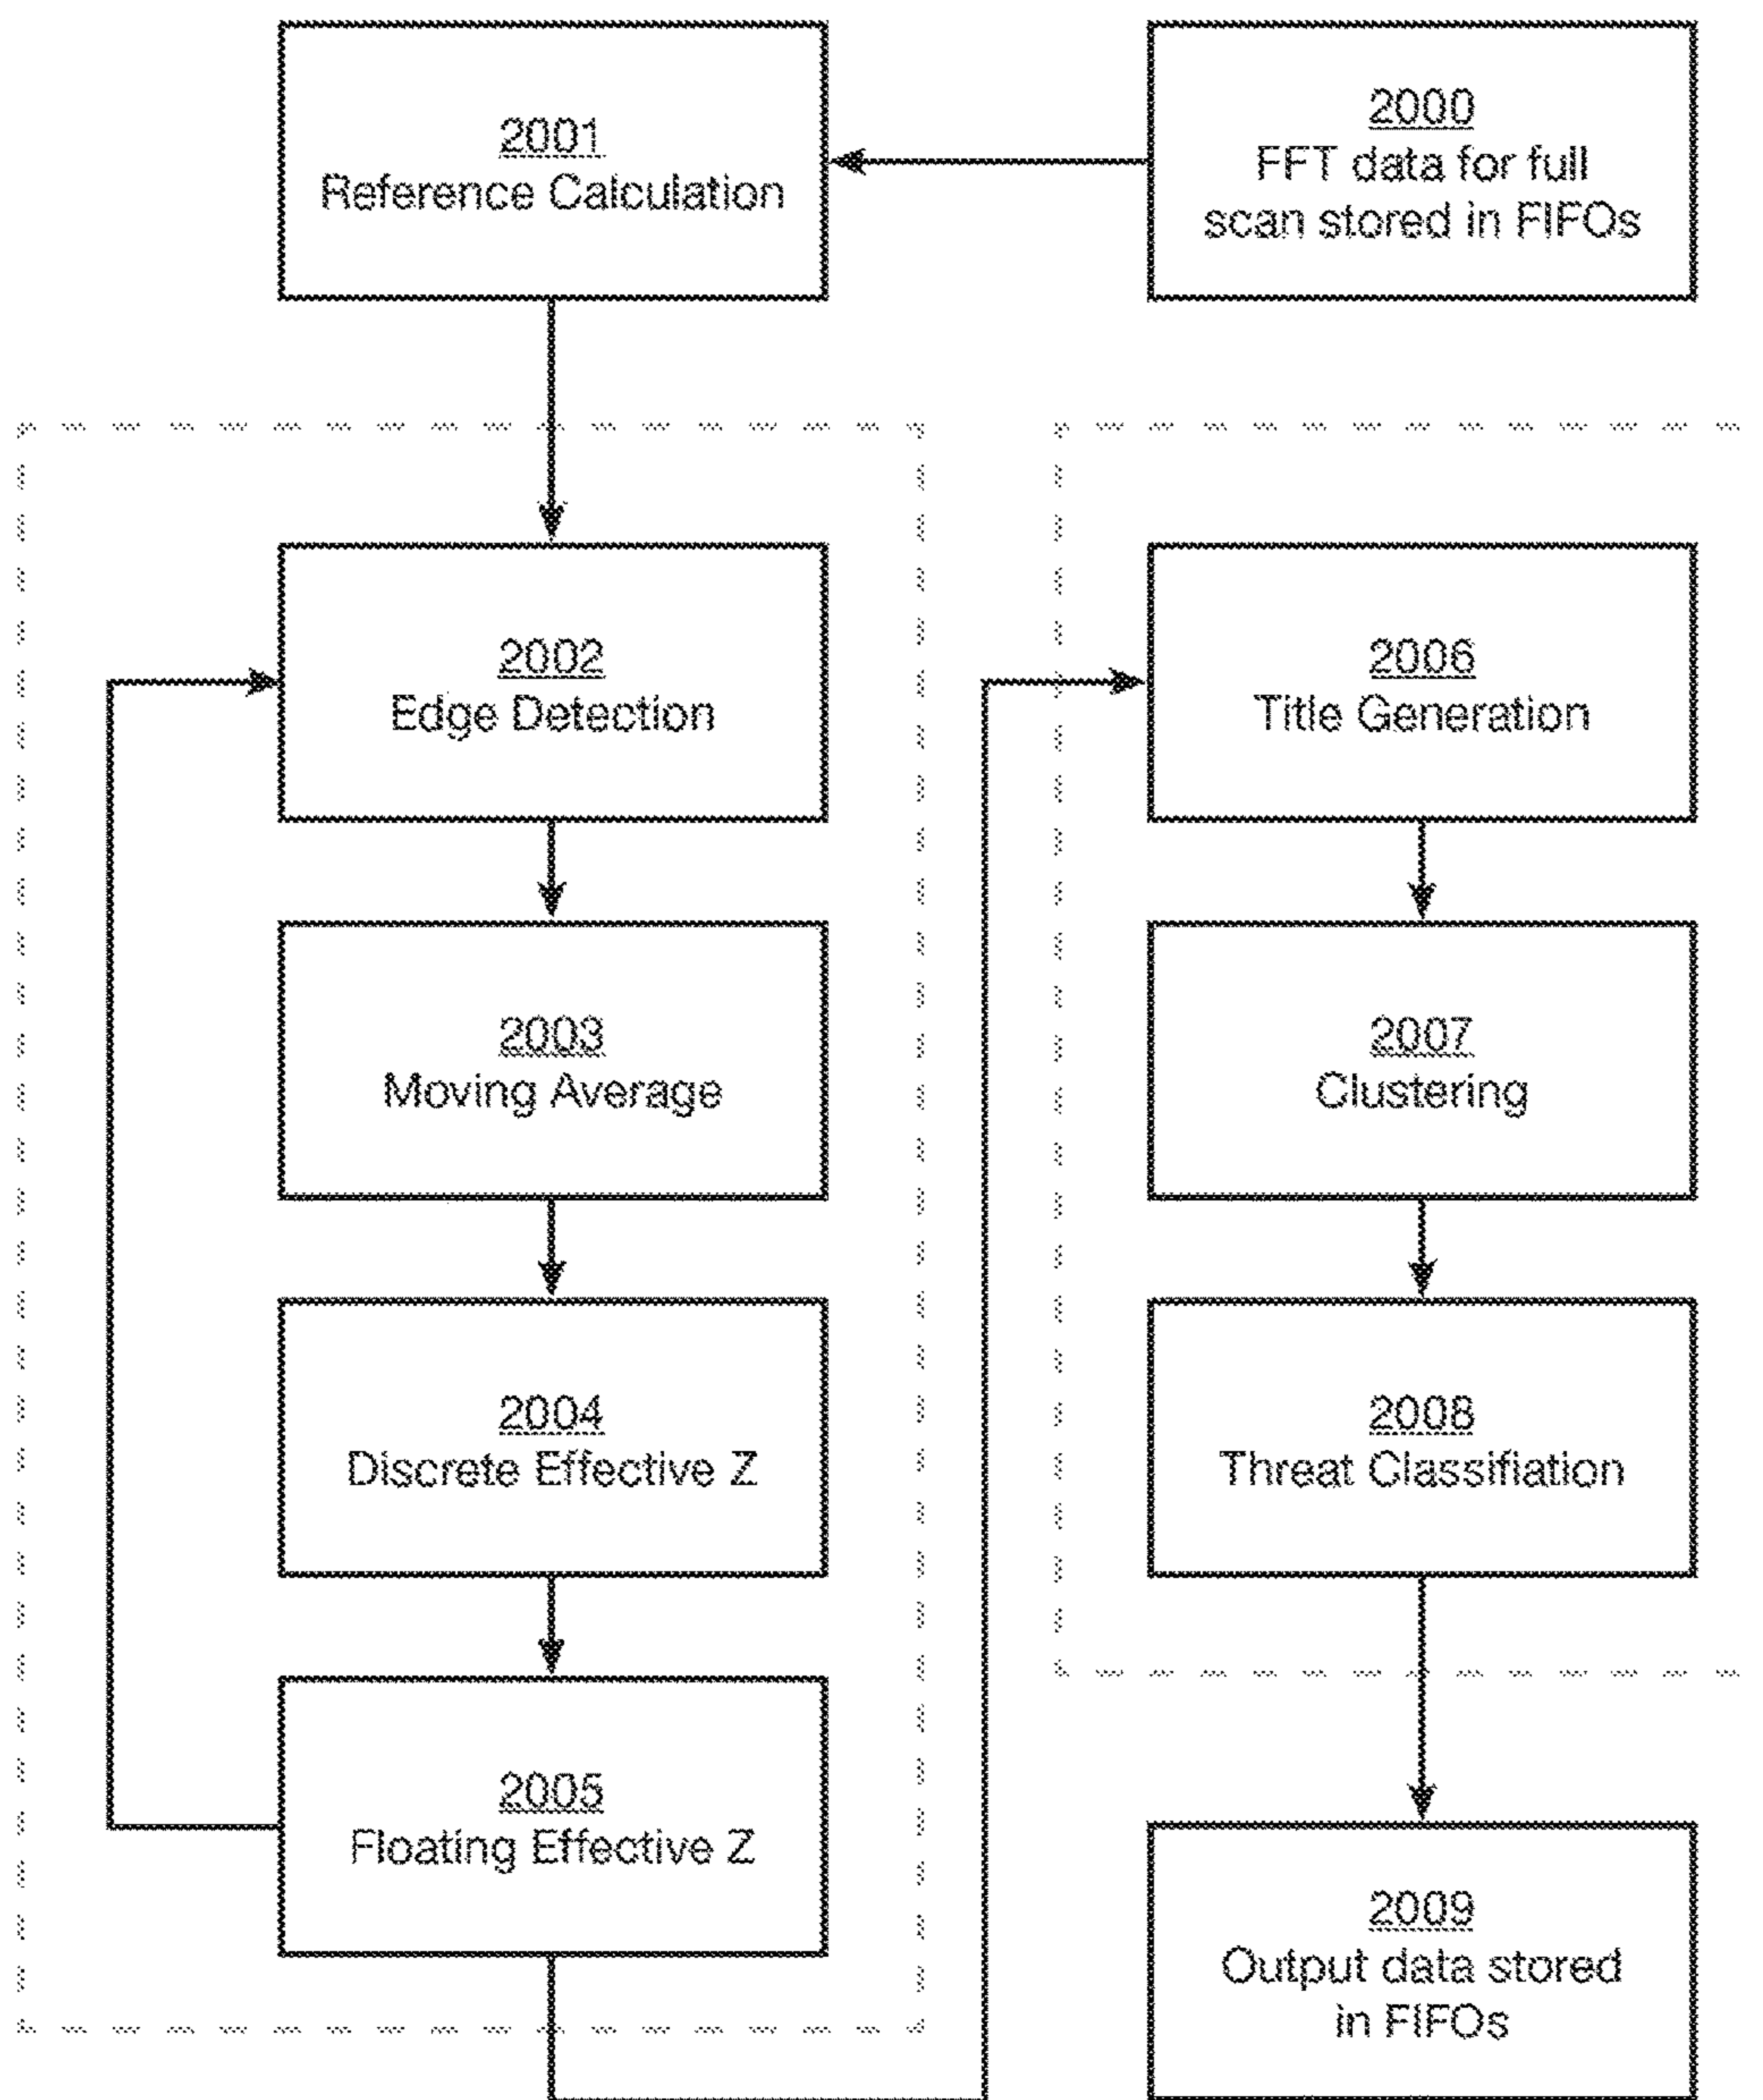 2000
FFT data for full
scan stored in FIFOs
2001
Reference Calculation
2002
Edge Detection
2003
Moving Average
2004
Discrete Effective Z
2005
Floating Effective Z
2006
Title Generation
2007
Clustering
2008
Threat Classifiation
2009
Output data stored
in FIFOs